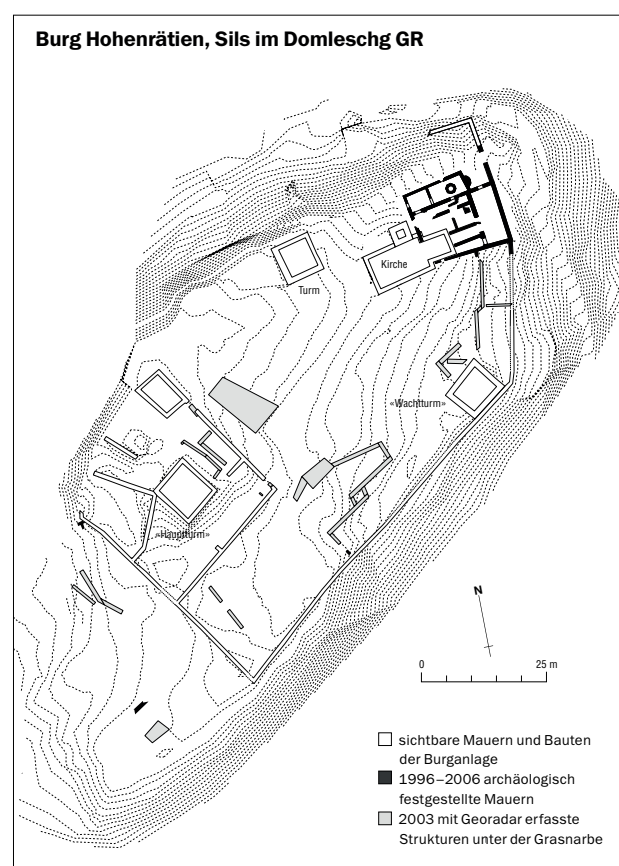 Burg Hohenrätien, Sils im Domleschg GR
Kirche
Turm
«Wachtturm»
«Hauptturm»
N
0 25 m
sichtbare Mauern und Bauten
der Burganlage
1996–2006 archäologisch
festgestellte Mauern
2003 mit Georadar erfasste
Strukturen unter der Grasnarbe